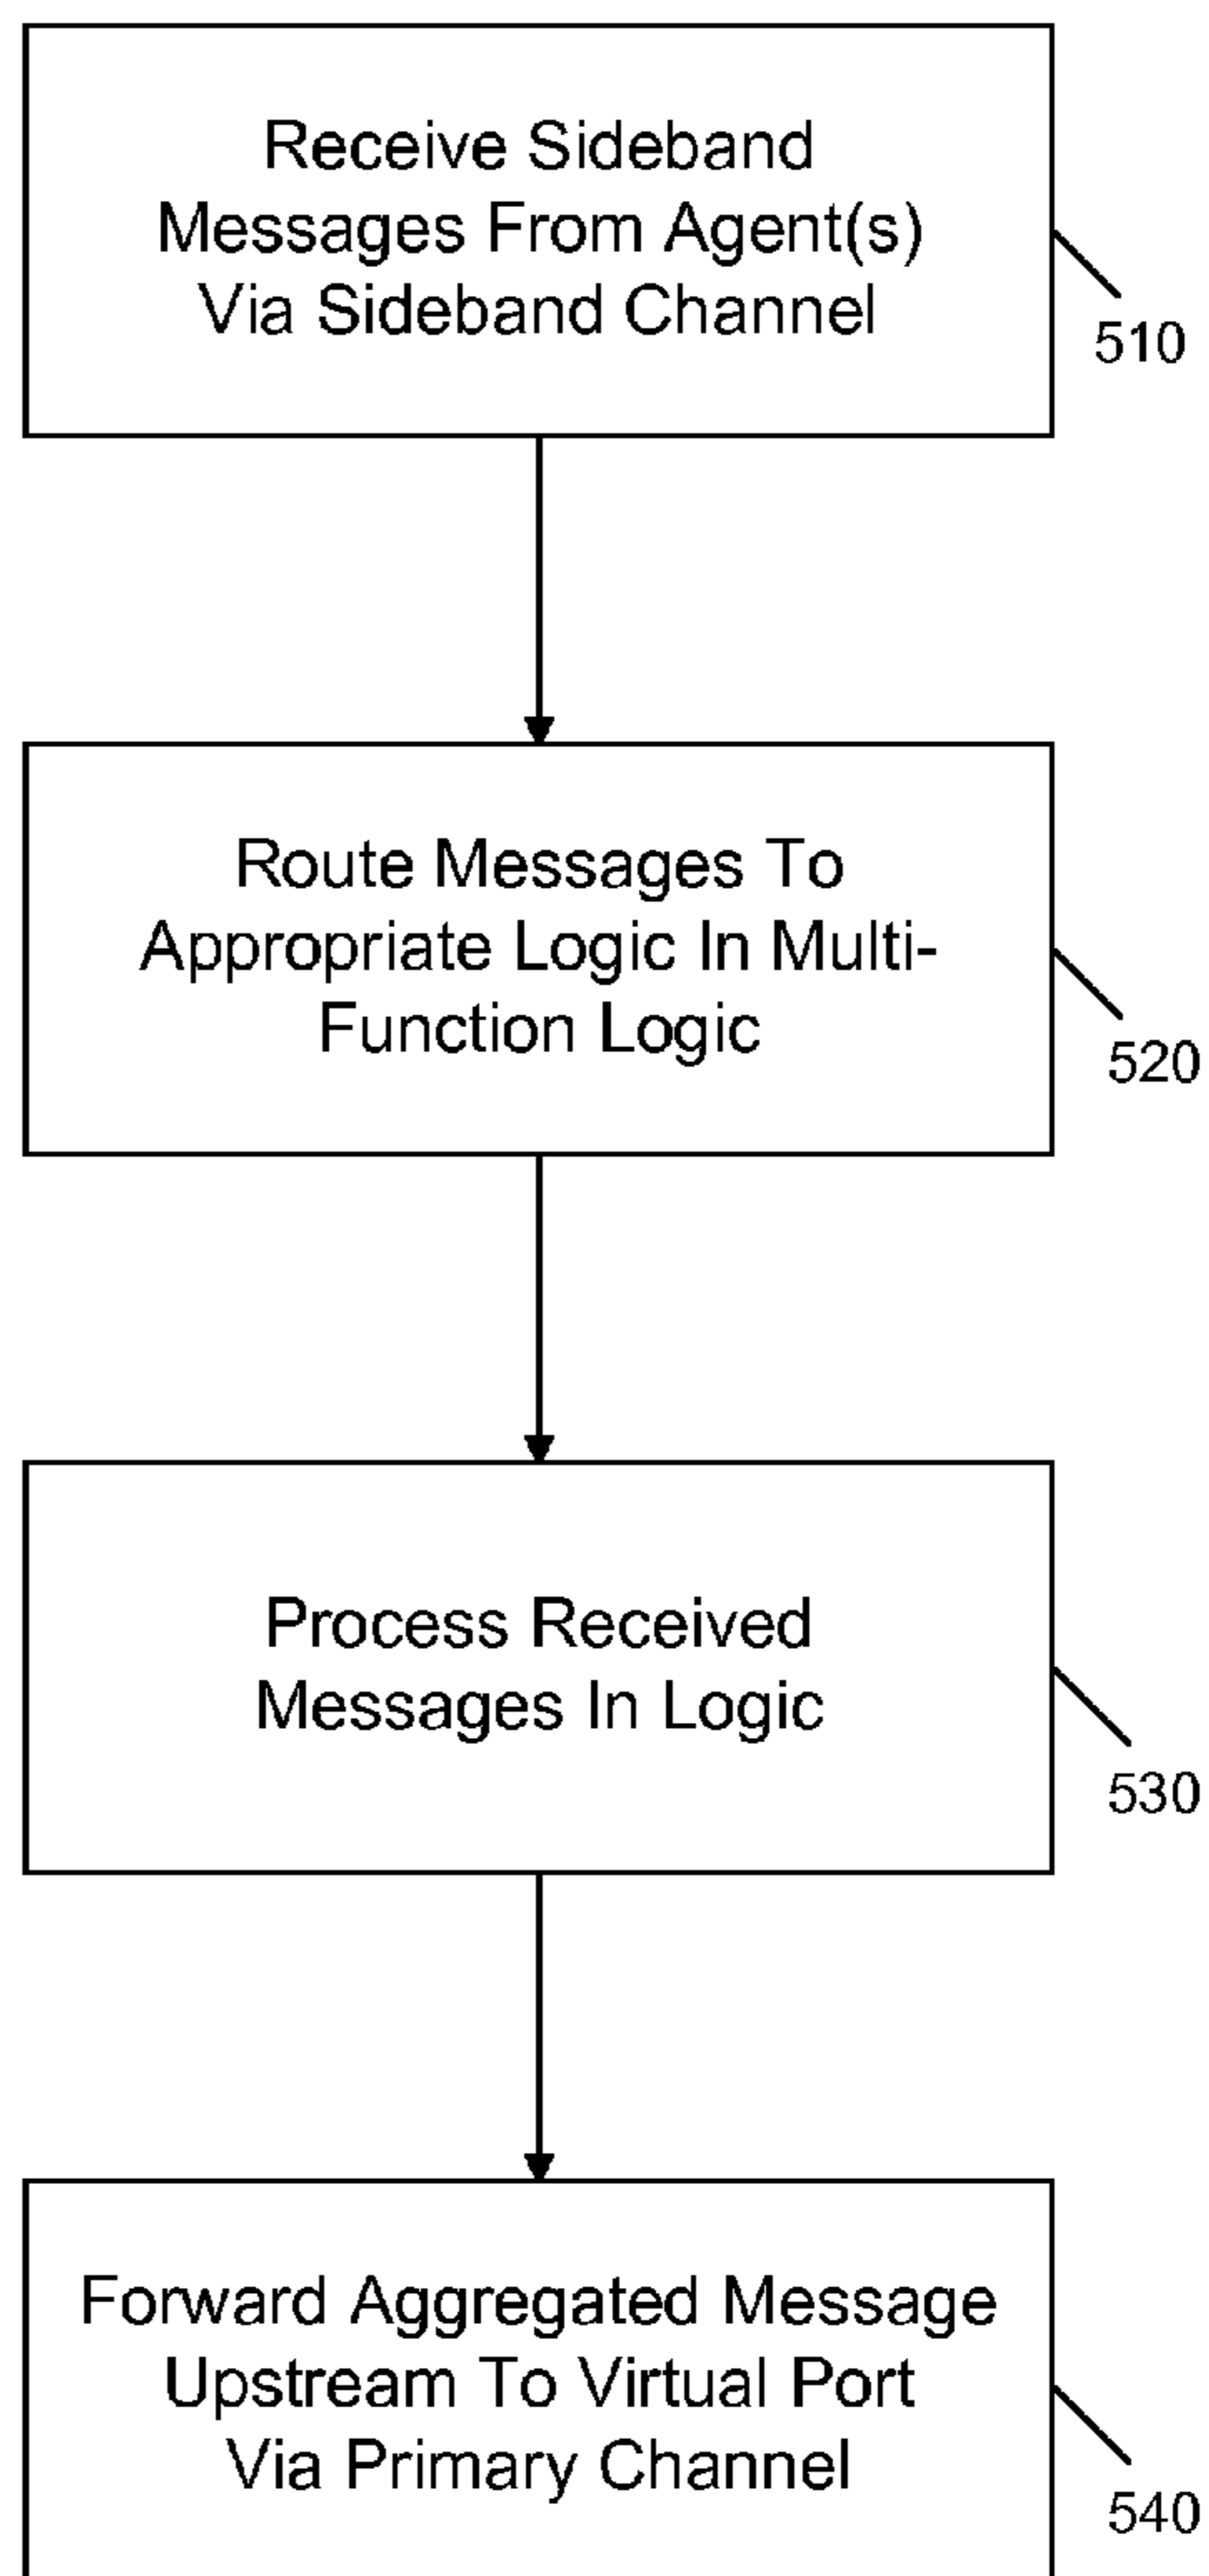 Receive Sideband
Messages From Agent(s)
Via Sideband Channel
510
Route Messages To
Appropriate Logic In Multi-
Function Logic
520
Process Received
Messages In Logic
530
Forward Aggregated Message
Upstream To Virtual Port
Via Primary Channel
540